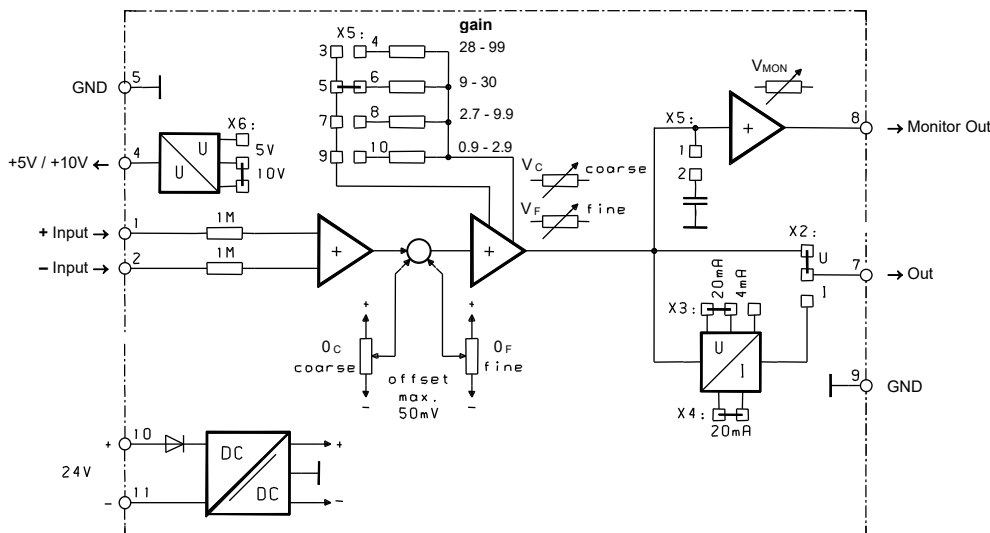 gain
X5:
3
4
28 - 99
5
6
9 - 30
7
8
2.7 - 9.9
9
10
0.9 - 2.9
GND
5
+5V / +10V ←
4
U
U
X6:
5V
10V
+ Input →
1
1M
– Input →
2
1M
+
+
VC
coarse
VF
fine
+
+
OC
coarse
OF
fine
offset
max.
50mV
–
–
VMON
X5:
1
2
+
8
→ Monitor Out
X2:
U
I
7
→ Out
X3:
20mA
4mA
U
I
X4:
20mA
9
GND
24V
+
10
–
11
DC
DC
+
–